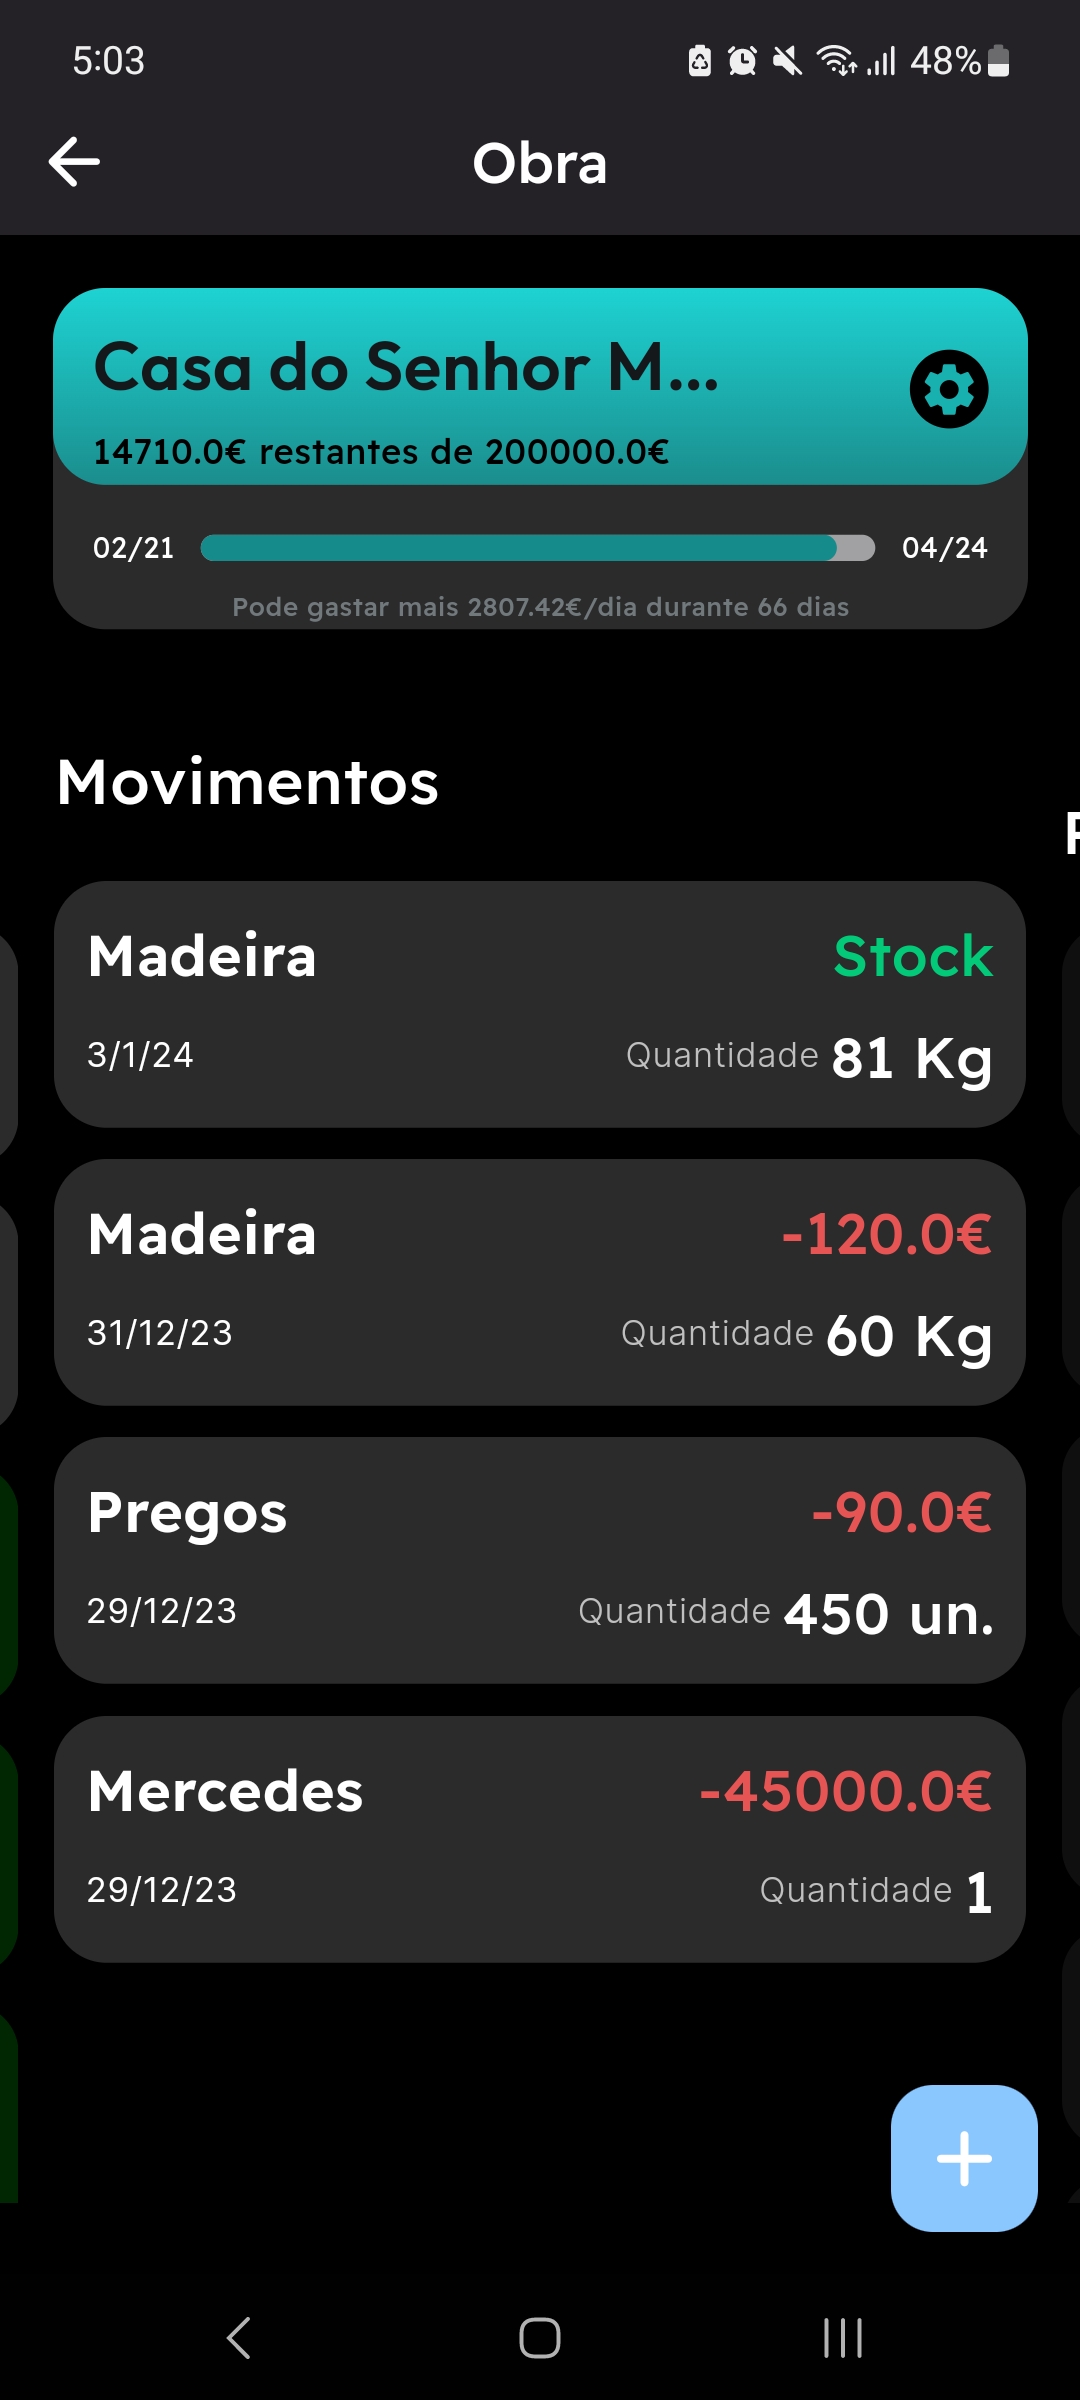 5:03 48%
Obra
Casa do Senhor M...
14710.0€ restantes de 200000.0€
02/21 04/24
Pode gastar mais 2807.42€/dia durante 66 dias
Movimentos
Madeira Stock
3/1/24 Quantidade 81 Kg
Madeira -120.0€
31/12/23 Quantidade 60 Kg
Pregos -90.0€
29/12/23 Quantidade 450 un.
Mercedes -45000.0€
29/12/23 Quantidade 1